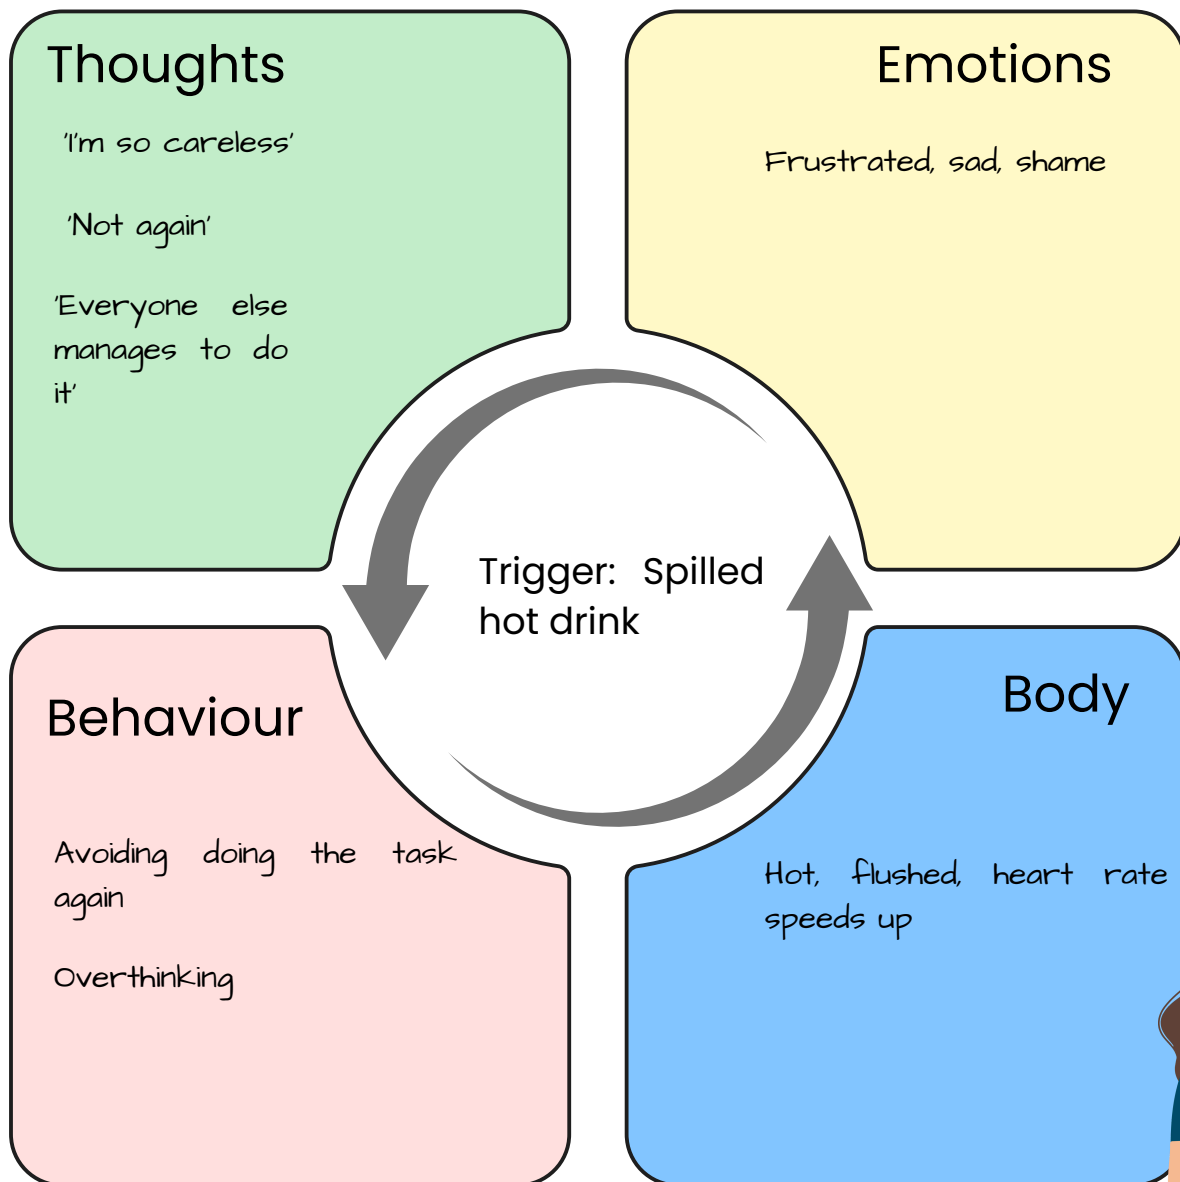 Thoughts
'I'm so careless'
'Not again'
'Everyone else
manages to do
it'
Emotions
Frustrated, sad, shame
Trigger: Spilled
hot drink
Behaviour
Avoiding doing the task
again
Overthinking
Body
Hot, flushed, heart rate
speeds up